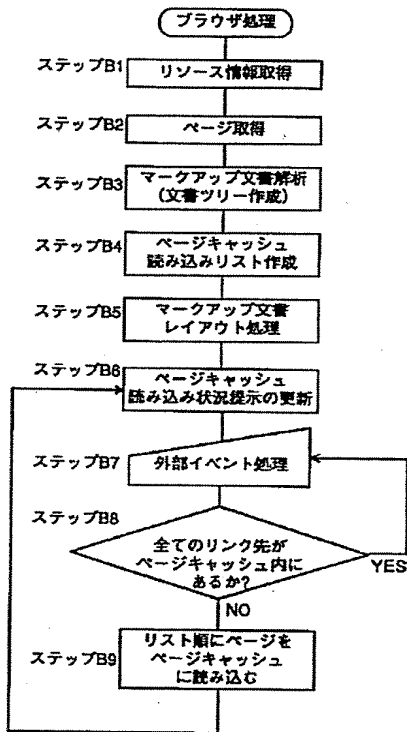 ブラウザ処理
ステップB1
リソース情報取得
ステップB2
ページ取得
ステップB3
マークアップ文書解析
(文書ツリー作成)
ステップB4
ページキャッシュ
読み込みリスト作成
ステップB5
マークアップ文書
レイアウト処理
ステップB6
ページキャッシュ
読み込み状況提示の更新
ステップB7
外部イベント処理
ステップB8
全てのリンク先が
ページキャッシュ内に
あるか?
YES
NO
ステップB9
リスト順にページを
ページキャッシュ
に読み込む